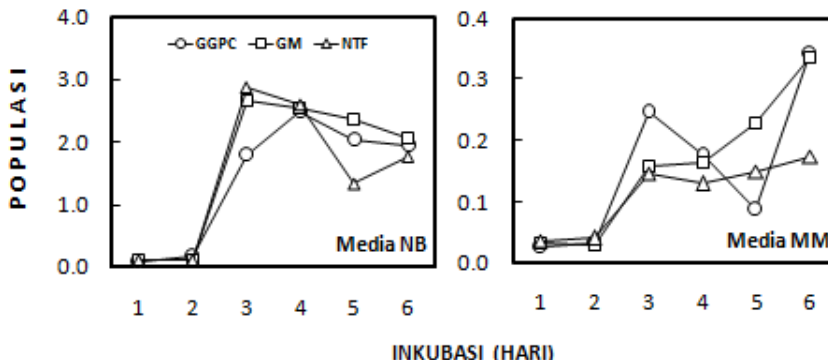 POPULASI
4.0
3.0
2.0
1.0
0.0
GGPC GM NTF
Media NB
1 2 3 4 5 6
0.4
0.3
0.2
0.1
0.0
Media MM
1 2 3 4 5 6
INKUBASI (HARI)